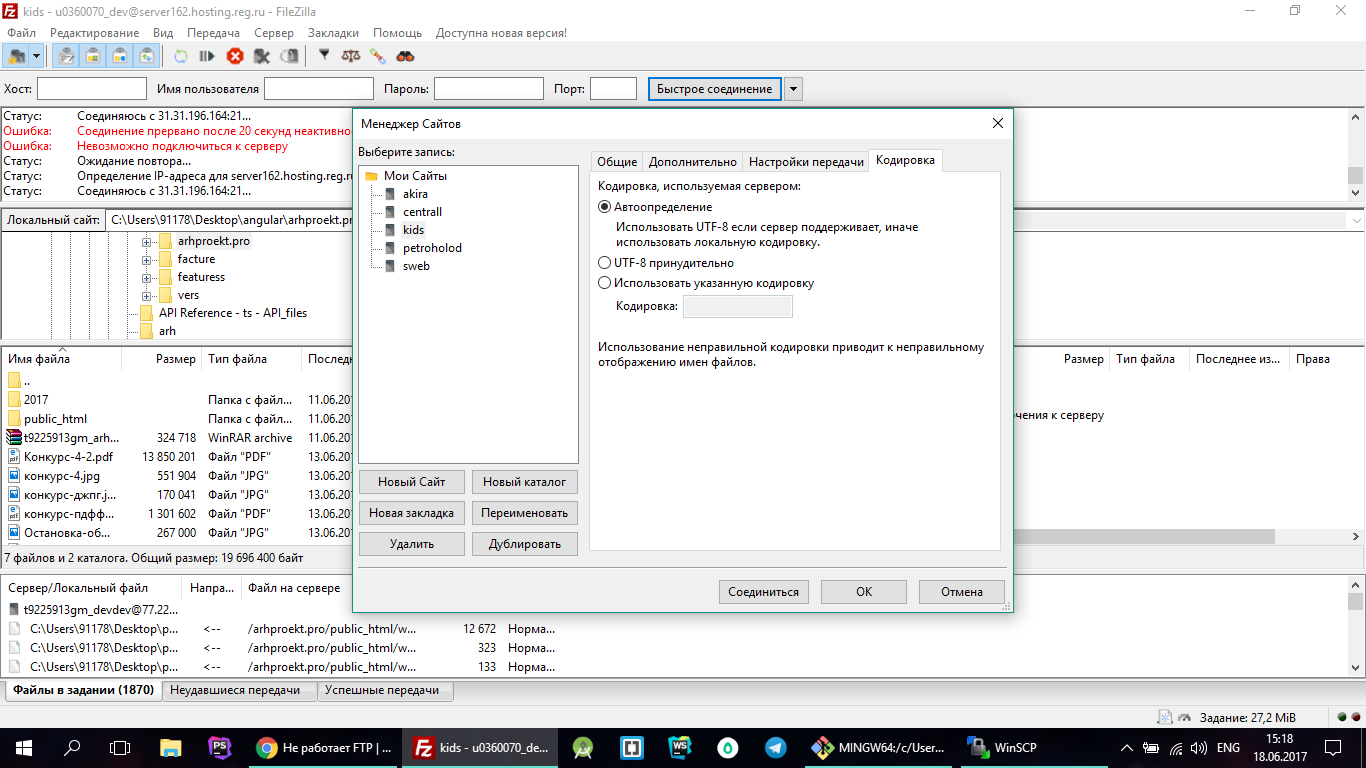 kids - u0360070_dev@server162.hosting.reg.ru - FileZilla
Файл Редактирование Вид Передача Сервер Закладки Помощь Доступна новая версия!
Хост: Имя пользователя Пароль: Порт: Быстрое соединение
Статус: Соединяюсь с 31.31.196.164:21...
Ошибка: Соединение прервано после 20 секунд неактивно
Ошибка: Невозможно подключиться к серверу
Статус: Ожидание повтора...
Статус: Определение IP-адреса для server162.hosting.reg.ru
Статус: Соединяюсь с 31.31.196.164:21...
Локальный сайт: C:\Users\91178\Desktop\angular\arhproekt.pr
arhproekt.pro
facture
featuress
vers
API Reference - ts - API_files
arh
Имя файла Размер Тип файла Последн
..
2017 Папка с файл... 11.06.201
public_html Папка с файл... 11.06.201
t9225913gm_arh... 324 718 WinRAR archive 11.06.201
Конкурс-4-2.pdf 13 850 201 Файл "PDF" 13.06.201
конкурс-4.jpg 551 904 Файл "JPG" 13.06.201
конкурс-джпг.j... 170 041 Файл "JPG" 13.06.201
конкурс-пдфф... 1 301 602 Файл "PDF" 13.06.201
Остановка-об... 267 000 Файл "JPG" 13.06.201
7 файлов и 2 каталога. Общий размер: 19 696 400 байт
Менеджер Сайтов
Выберите запись:
Мои Сайты
akira
centrall
kids
petroholod
sweb
Новый Сайт Новый каталог
Новая закладка Переименовать
Удалить Дублировать
Общие Дополнительно Настройки передачи Кодировка
Кодировка, используемая сервером:
Автоопределение
Использовать UTF-8 если сервер поддерживает, иначе
использовать локальную кодировку.
UTF-8 принудительно
Использовать указанную кодировку
Кодировка:
Использование неправильной кодировки приводит к неправильному
отображению имен файлов.
Соединиться OK Отмена
Размер Тип файла Последнее из... Права
чения к серверу
Сервер/Локальный файл Напра... Файл на сервере
t9225913gm_devdev@77.22...
C:\Users\91178\Desktop\p... <-- /arhproekt.pro/public_html/w... 12 672 Норма...
C:\Users\91178\Desktop\p... <-- /arhproekt.pro/public_html/w... 323 Норма...
C:\Users\91178\Desktop\p... <-- /arhproekt.pro/public_html/w... 133 Норма...
Файлы в задании (1870) Неудавшиеся передачи Успешные передачи
Задание: 27,2 MiB
Не работает FTP | ... kids - u0360070_de... MINGW64:/c/User... WinSCP ENG 15:18
18.06.2017